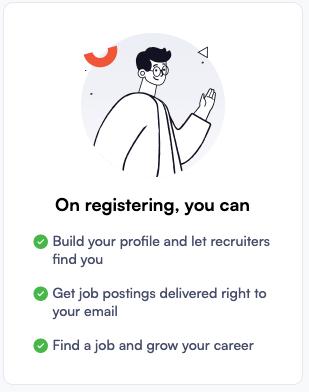 On registering, you can
Build your profile and let recruiters
find you
Get job postings delivered right to
your email
Find a job and grow your career